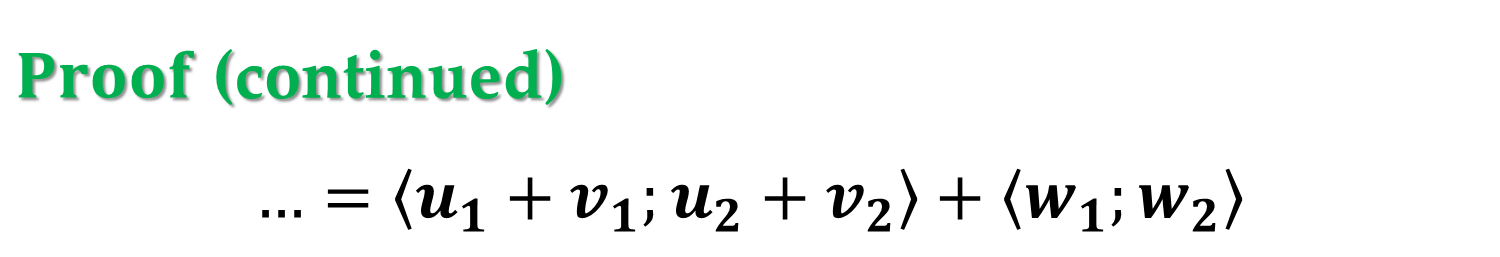 Proof (continued)
… = ⟨𝒖₁ + 𝒗₁; 𝒖₂ + 𝒗₂⟩ + ⟨𝒘₁; 𝒘₂⟩